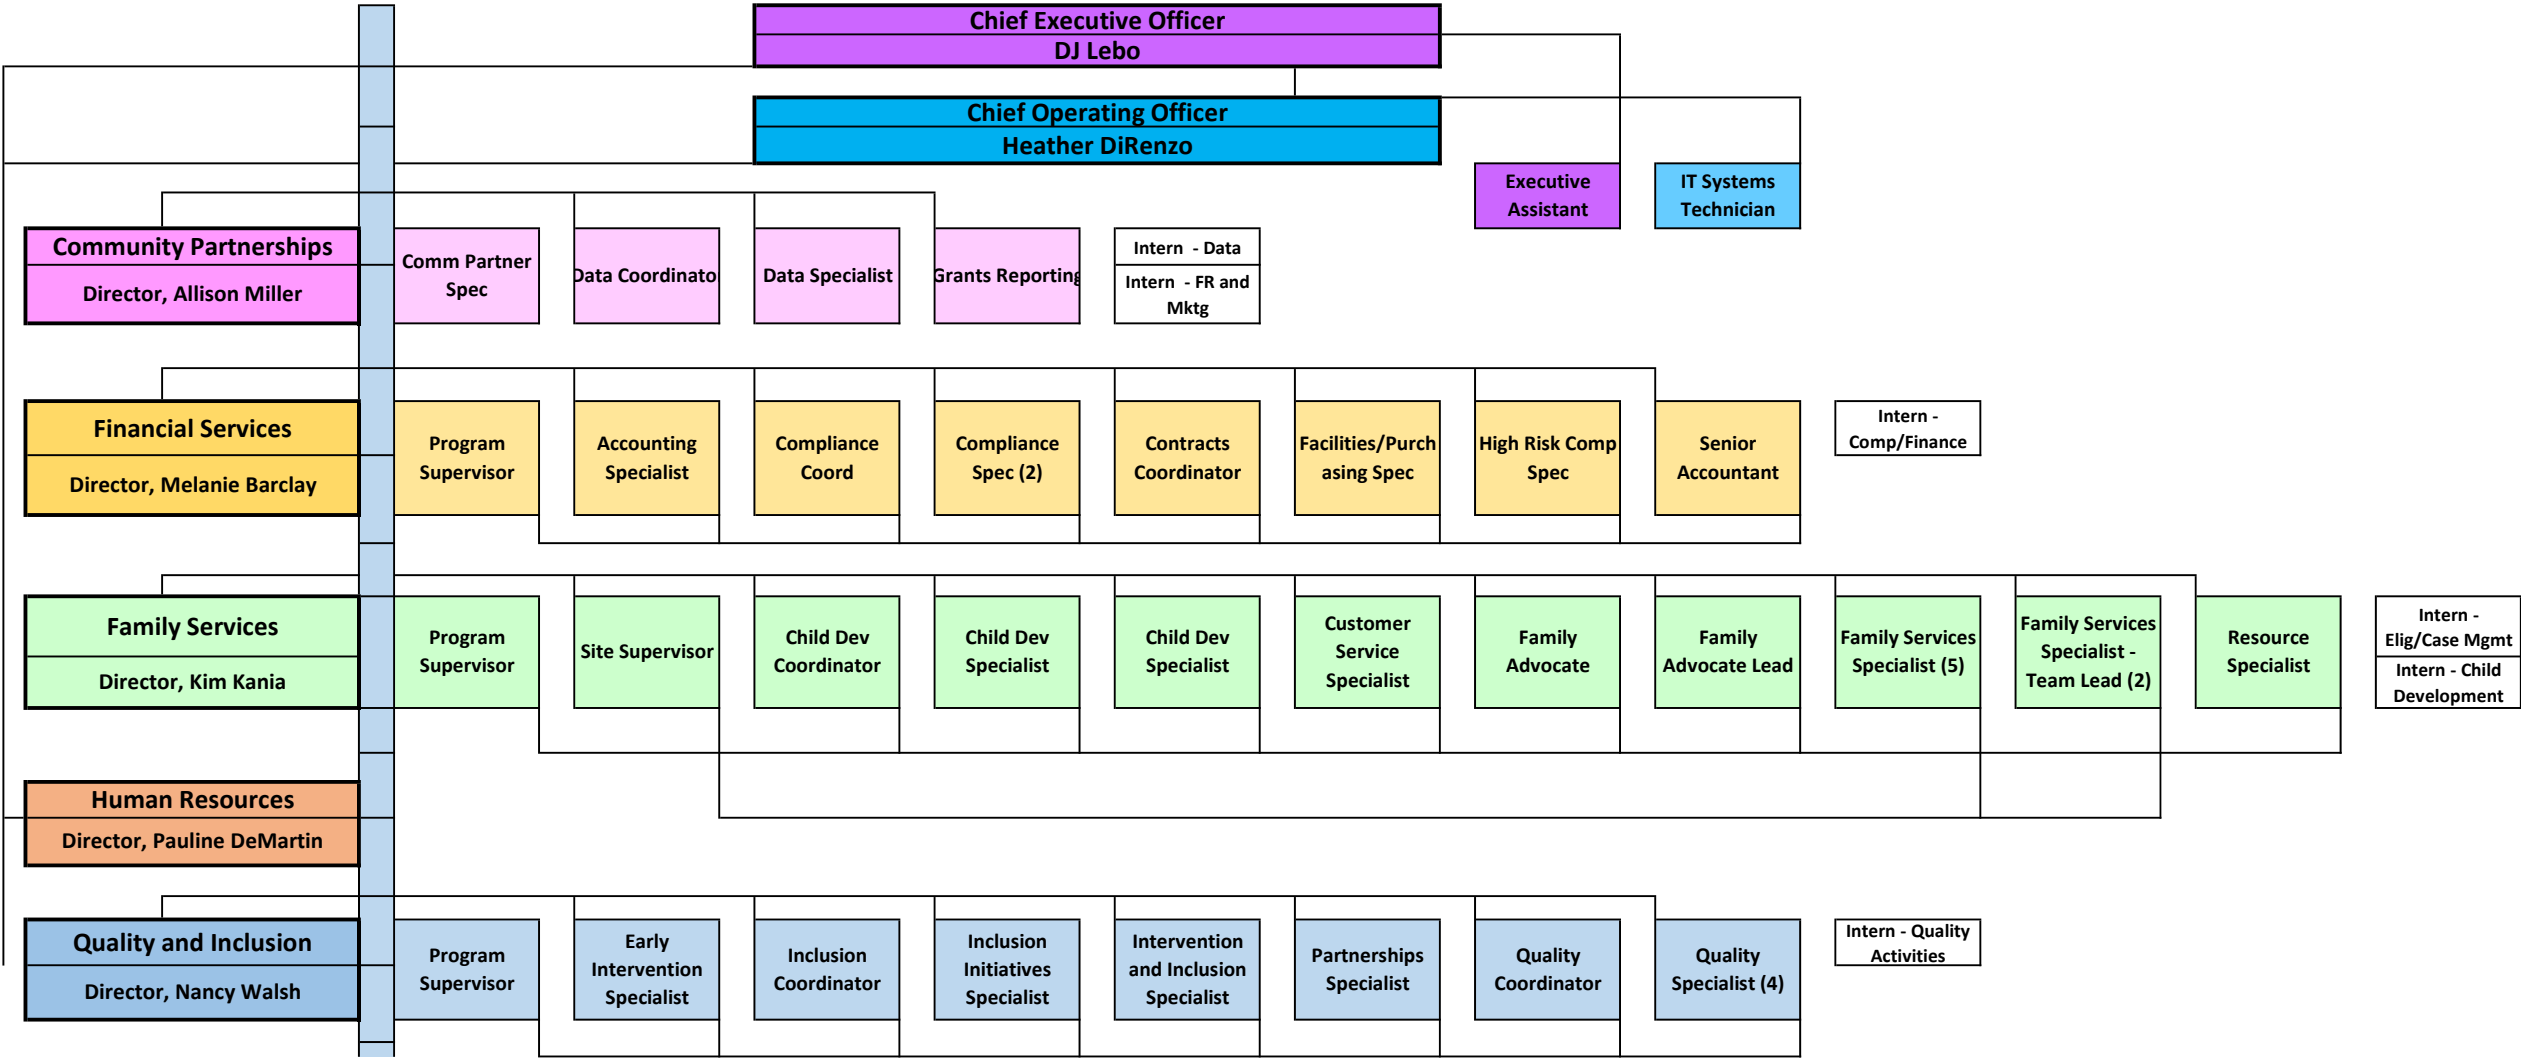 Chief Executive Officer
DJ Lebo
Chief Operating Officer
Heather DiRenzo
Executive
Assistant
IT Systems
Technician
Community Partnerships
Director, Allison Miller
Comm Partner
Spec
Data Coordinato
Data Specialist
Grants Reporting
Intern  - Data
Intern  - FR and
Mktg
Financial Services
Director, Melanie Barclay
Program
Supervisor
Accounting
Specialist
Compliance
Coord
Compliance
Spec (2)
Contracts
Coordinator
Facilities/Purch
asing Spec
High Risk Comp
Spec
Senior
Accountant
Intern -
Comp/Finance
Family Services
Director, Kim Kania
Program
Supervisor
Site Supervisor
Child Dev
Coordinator
Child Dev
Specialist
Child Dev
Specialist
Customer
Service
Specialist
Family
Advocate
Family
Advocate Lead
Family Services
Specialist (5)
Family Services
Specialist -
Team Lead (2)
Resource
Specialist
Intern -
Elig/Case Mgmt
Intern - Child
Development
Human Resources
Director, Pauline DeMartin
Quality and Inclusion
Director, Nancy Walsh
Program
Supervisor
Early
Intervention
Specialist
Inclusion
Coordinator
Inclusion
Initiatives
Specialist
Intervention
and Inclusion
Specialist
Partnerships
Specialist
Quality
Coordinator
Quality
Specialist (4)
Intern - Quality
Activities